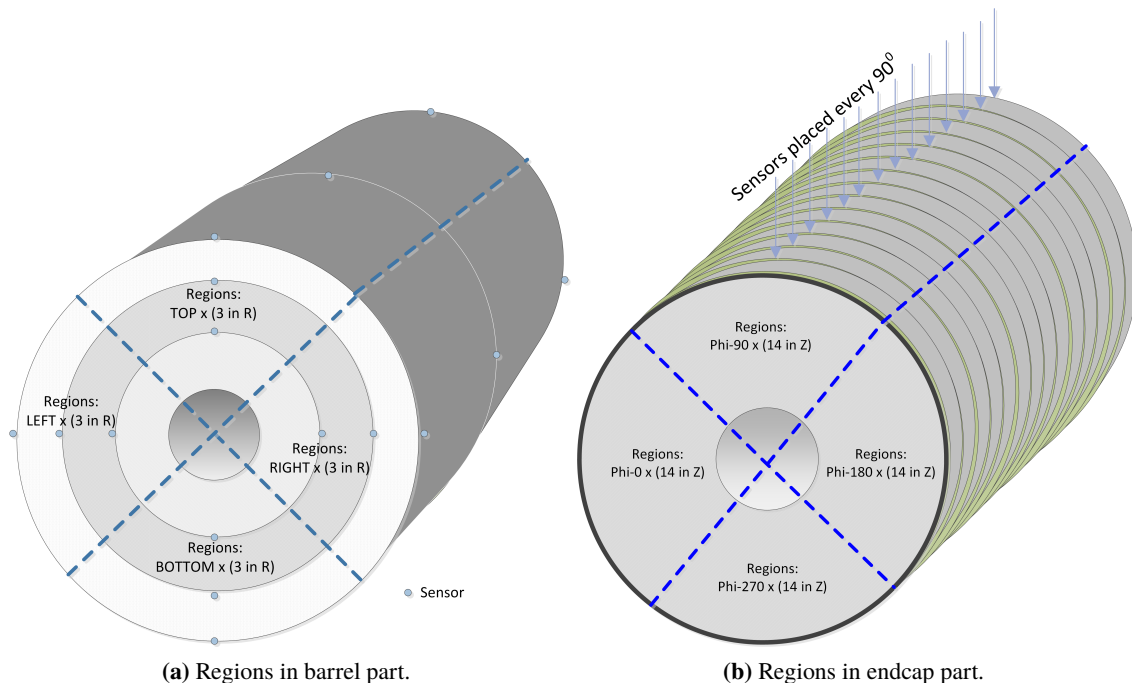 Regions:
TOP x (3 in R)
Regions:
LEFT x (3 in R)
Regions:
RIGHT x (3 in R)
Regions:
BOTTOM x (3 in R)
Sensor
(a) Regions in barrel part.
Sensors placed every 90⁰
Regions:
Phi-90 x (14 in Z)
Regions:
Phi-0 x (14 in Z)
Regions:
Phi-180 x (14 in Z)
Regions:
Phi-270 x (14 in Z)
(b) Regions in endcap part.